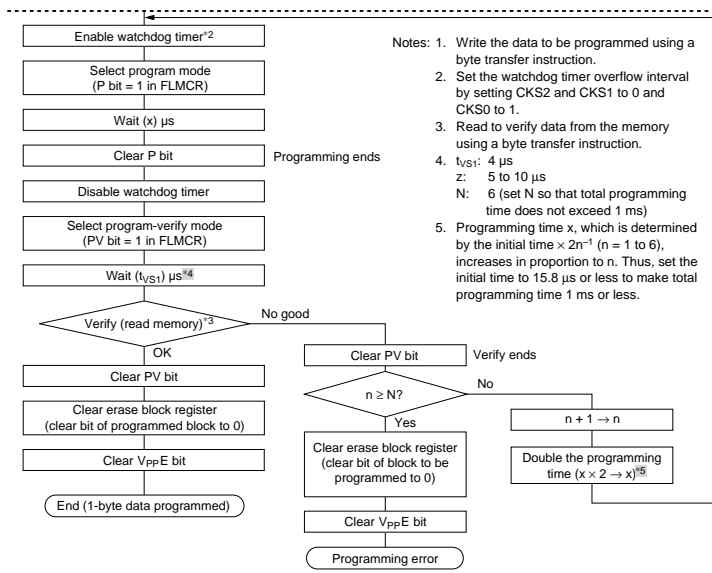 Enable watchdog timer*2
Select program mode
(P bit = 1 in FLMCR)
Wait (x) μs
Clear P bit
Programming ends
Disable watchdog timer
Select program-verify mode
(PV bit = 1 in FLMCR)
Wait (tVS1) μs*4
Verify (read memory)*3
No good
OK
Clear PV bit
Clear erase block register
(clear bit of programmed block to 0)
Clear VPPE bit
End (1-byte data programmed)
Clear PV bit
Verify ends
n ≥ N?
No
Yes
Clear erase block register
(clear bit of block to be
programmed to 0)
Clear VPPE bit
Programming error
n + 1 → n
Double the programming
time (x × 2 → x)*5
Notes: 1. Write the data to be programmed using a
byte transfer instruction.
2. Set the watchdog timer overflow interval
by setting CKS2 and CKS1 to 0 and
CKS0 to 1.
3. Read to verify data from the memory
using a byte transfer instruction.
4. tVS1: 4 μs
z: 5 to 10 μs
N: 6 (set N so that total programming
time does not exceed 1 ms)
5. Programming time x, which is determined
by the initial time × 2n–1 (n = 1 to 6),
increases in proportion to n. Thus, set the
initial time to 15.8 μs or less to make total
programming time 1 ms or less.